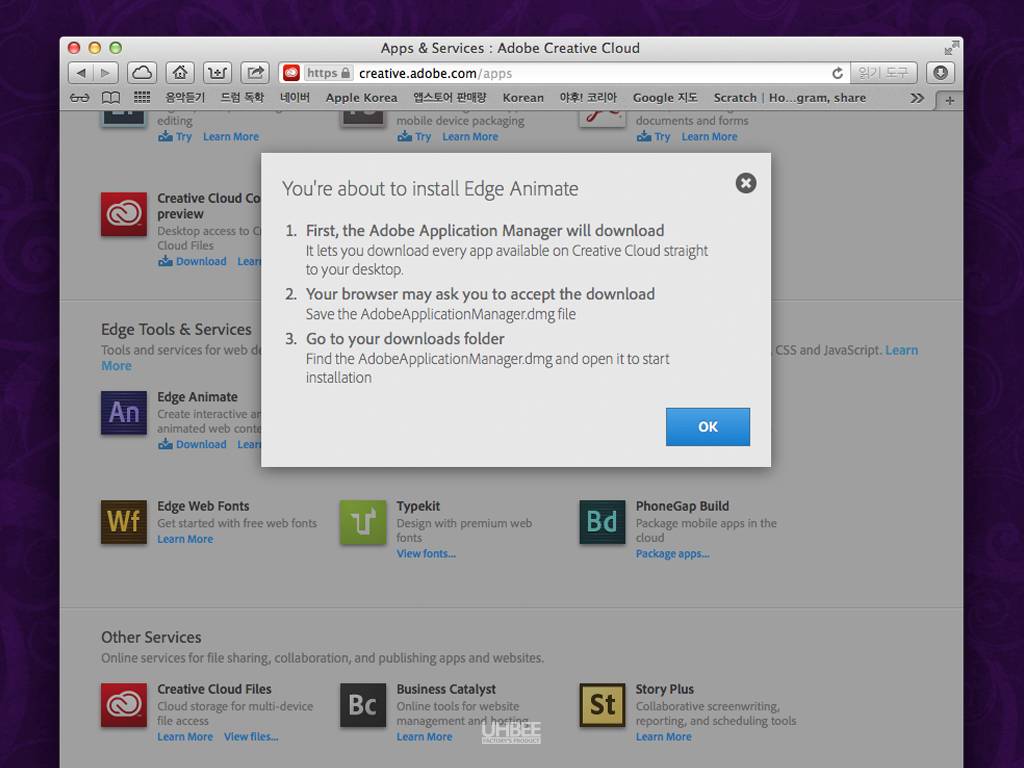 Apps & Services : Adobe Creative Cloud
https creative.adobe.com/apps 읽기 도구
음악듣기 드럼 독학 네이버 Apple Korea 앱스토어 판매량 Korean 야후! 코리아 Google 지도 Scratch | Ho...gram, share
editing
Try Learn More
mobile device packaging
Try Learn More
documents and forms
Try Learn More
Creative Cloud Co
preview
Desktop access to C
Cloud Files
Download Learn
You're about to install Edge Animate
1. First, the Adobe Application Manager will download
It lets you download every app available on Creative Cloud straight
to your desktop.
2. Your browser may ask you to accept the download
Save the AdobeApplicationManager.dmg file
3. Go to your downloads folder
Find the AdobeApplicationManager.dmg and open it to start
installation
OK
Edge Tools & Services
Tools and services for web de , CSS and JavaScript. Learn
More
An
Edge Animate
Create interactive an
animated web conte
Download Learn
Wf
Edge Web Fonts
Get started with free web fonts
Learn More
Typekit
Design with premium web
fonts
View fonts...
Bd
PhoneGap Build
Package mobile apps in the
cloud
Package apps...
Other Services
Online services for file sharing, collaboration, and publishing apps and websites.
Creative Cloud Files
Cloud storage for multi-device
file access
Learn More View files...
Bc
Business Catalyst
Online tools for website
management and hosting
Learn More
St
Story Plus
Collaborative screenwriting,
reporting, and scheduling tools
Learn More
UHBEE
FACTORY'S PRODUCT